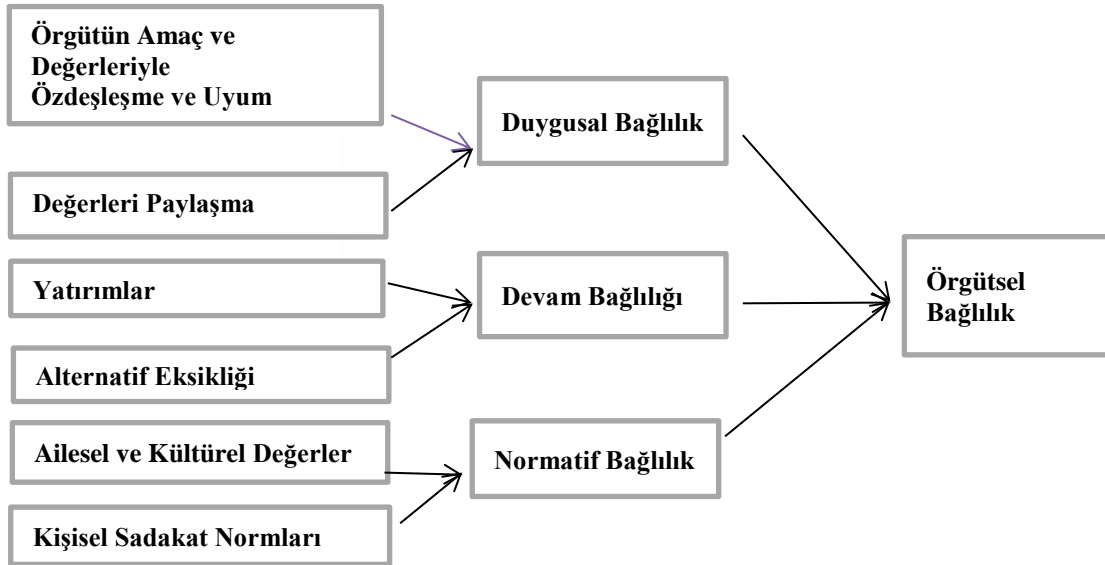 Örgütün Amaç ve
Değerleriyle
Özdeşleşme ve Uyum
Değerleri Paylaşma
Yatırımlar
Alternatif Eksikliği
Ailesel ve Kültürel Değerler
Kişisel Sadakat Normları
Duygusal Bağlılık
Devam Bağlılığı
Normatif Bağlılık
Örgütsel
Bağlılık